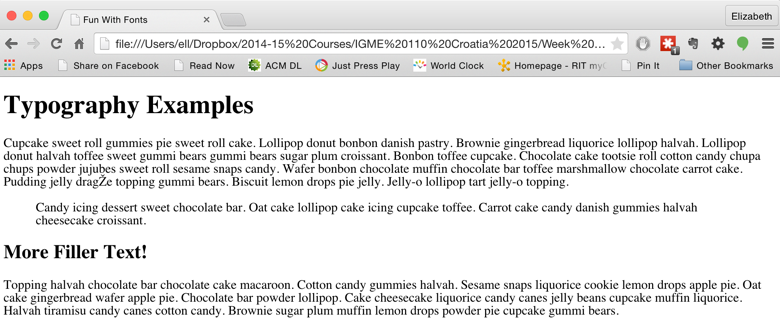 Fun With Fonts
Elizabeth
file:///Users/ell/Dropbox/2014-15%20Courses/IGME%20110%20Croatia%202015/Week%20...
1
Apps Share on Facebook Read Now ACM DL Just Press Play World Clock Homepage - RIT my Pin It Other Bookmarks
Typography Examples
Cupcake sweet roll gummies pie sweet roll cake. Lollipop donut bonbon danish pastry. Brownie gingerbread liquorice lollipop halvah. Lollipop
donut halvah toffee sweet gummi bears gummi bears sugar plum croissant. Bonbon toffee cupcake. Chocolate cake tootsie roll cotton candy chupa
chups powder jujubes sweet roll sesame snaps candy. Wafer bonbon chocolate muffin chocolate bar toffee marshmallow chocolate carrot cake.
Pudding jelly dragŽe topping gummi bears. Biscuit lemon drops pie jelly. Jelly-o lollipop tart jelly-o topping.
Candy icing dessert sweet chocolate bar. Oat cake lollipop cake icing cupcake toffee. Carrot cake candy danish gummies halvah
cheesecake croissant.
More Filler Text!
Topping halvah chocolate bar chocolate cake macaroon. Cotton candy gummies halvah. Sesame snaps liquorice cookie lemon drops apple pie. Oat
cake gingerbread wafer apple pie. Chocolate bar powder lollipop. Cake cheesecake liquorice candy canes jelly beans cupcake muffin liquorice.
Halvah tiramisu candy canes cotton candy. Brownie sugar plum muffin lemon drops powder pie cupcake gummi bears.